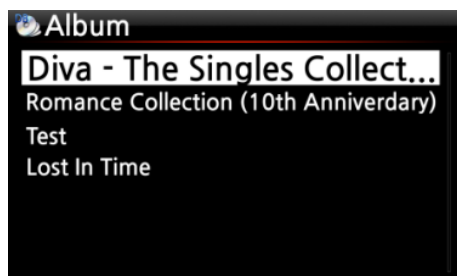 Album
Diva - The Singles Collect...
Romance Collection (10th Anniverdary)
Test
Lost In Time